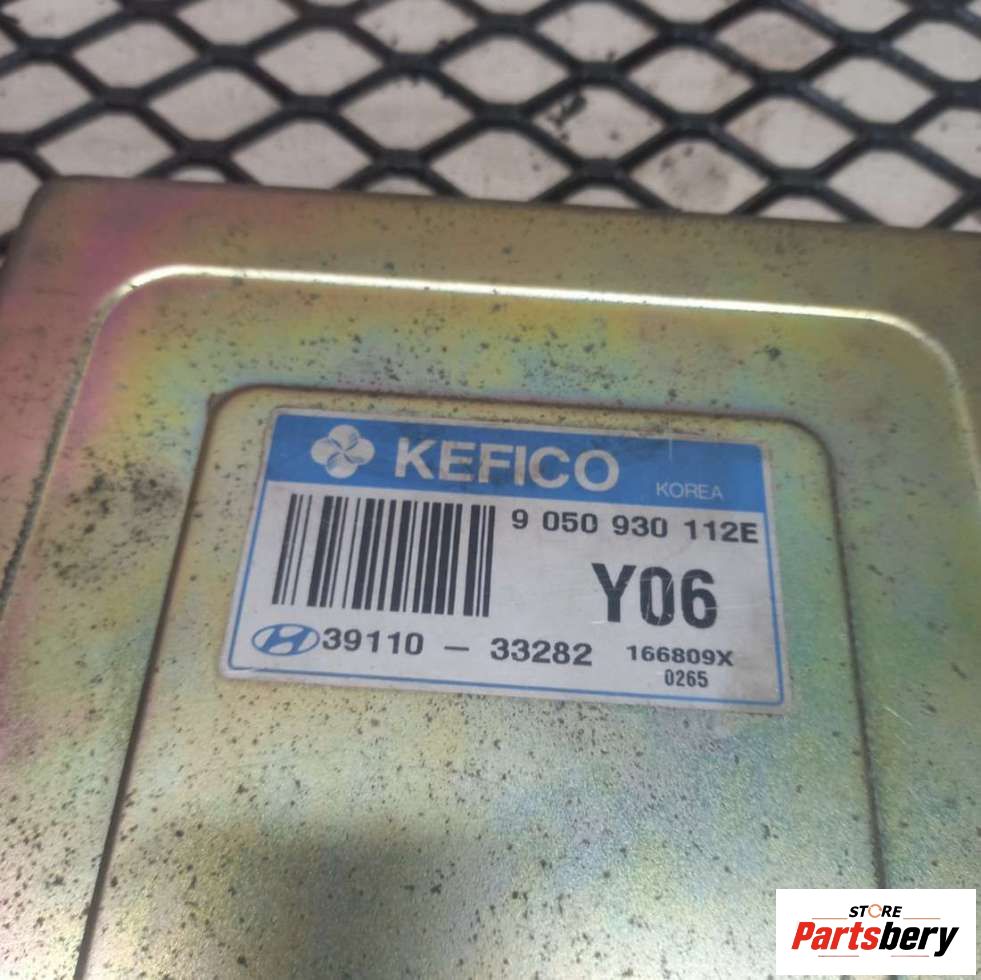 KEFICO KOREA
9 050 930 112E
Y06
39110 – 33282 166809X
0265
STORE
Partsbery